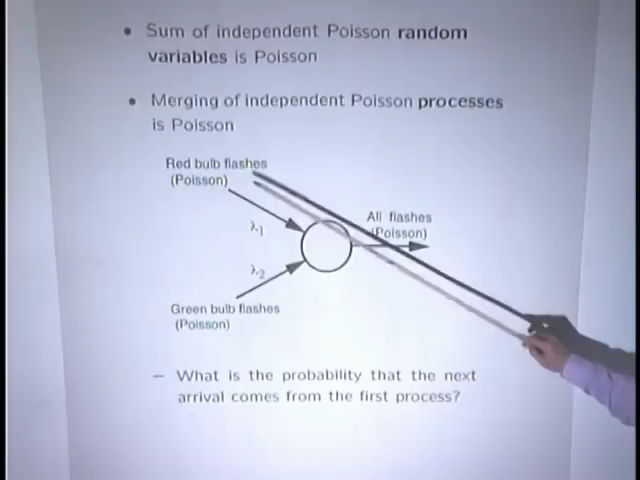 • Sum of independent Poisson random
variables is Poisson
• Merging of independent Poisson processes
is Poisson
Red bulb flashes
(Poisson)
All flashes
(Poisson)
λ1
λ2
Green bulb flashes
(Poisson)
– What is the probability that the next
arrival comes from the first process?